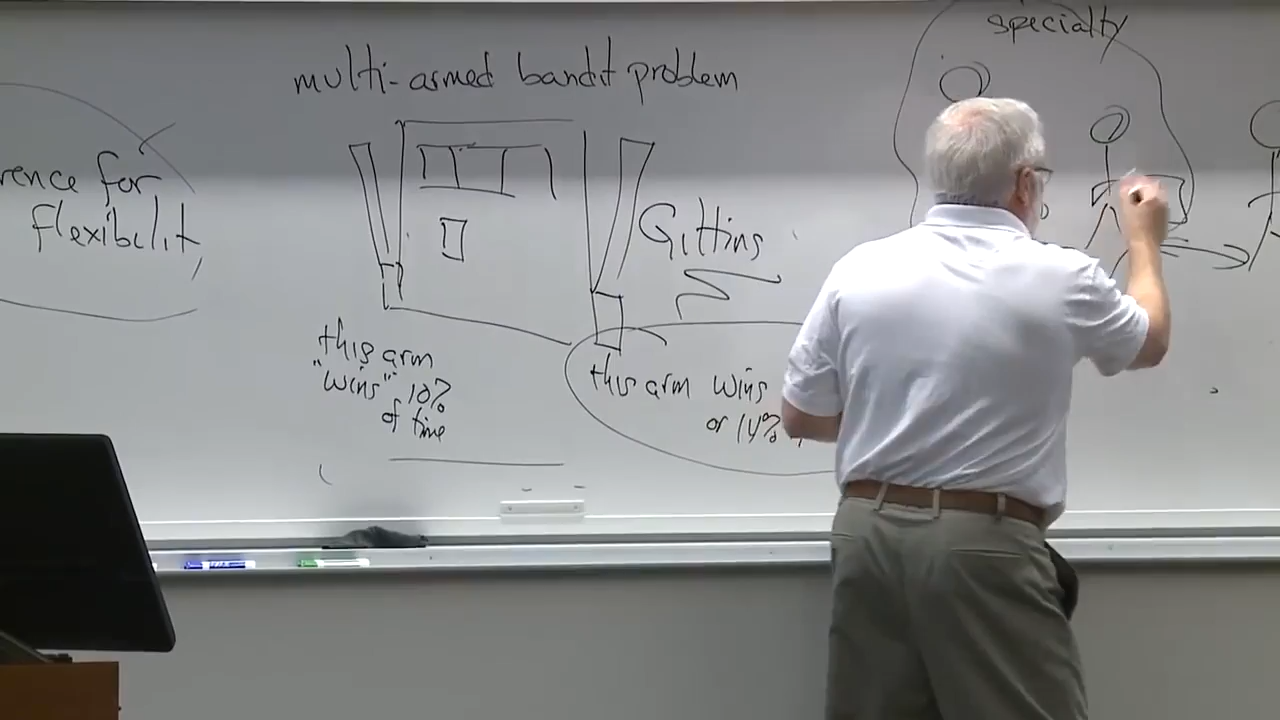 specialty
multi-armed bandit problem
rence for
flexibilit
Gitting
this arm
"wins" 10%
of time
this arm wins
or 14%